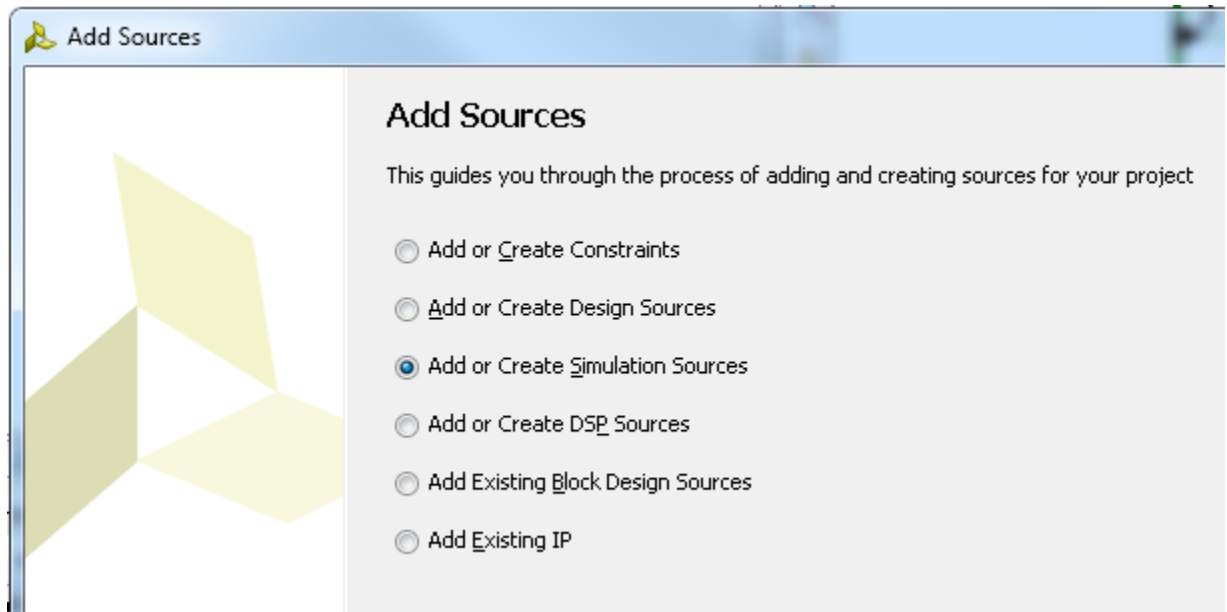 Add Sources
Add Sources
This guides you through the process of adding and creating sources for your project
Add or Create Constraints
Add or Create Design Sources
Add or Create Simulation Sources
Add or Create DSP Sources
Add Existing Block Design Sources
Add Existing IP